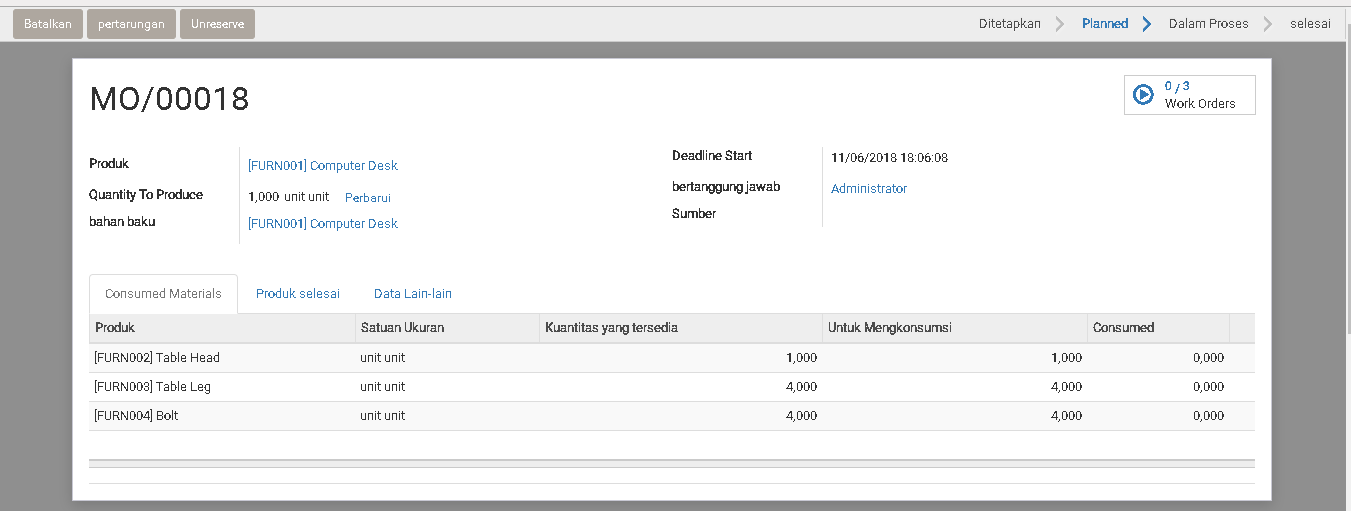 Batalkan pertarungan Unreserve Ditetapkan Planned Dalam Proses selesai
MO/00018
0 / 3
Work Orders
Produk [FURN001] Computer Desk
Quantity To Produce 1,000 unit unit Perbarui
bahan baku [FURN001] Computer Desk
Deadline Start 11/06/2018 18:06:08
bertanggung jawab Administrator
Sumber
Consumed Materials Produk selesai Data Lain-lain
Produk Satuan Ukuran Kuantitas yang tersedia Untuk Mengkonsumsi Consumed
[FURN002] Table Head unit unit 1,000 1,000 0,000
[FURN003] Table Leg unit unit 4,000 4,000 0,000
[FURN004] Bolt unit unit 4,000 4,000 0,000